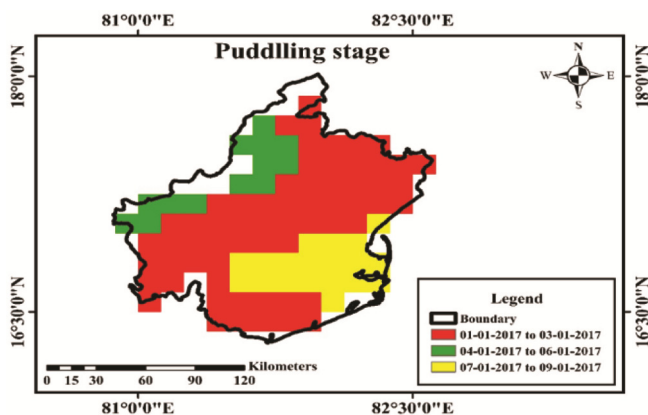 81°0'0"E 82°30'0"E
Puddlling stage
N
W E
S
18°0'0"N
18°0'0"N
16°30'0"N
16°30'0"N
Legend
Boundary
01-01-2017 to 03-01-2017
04-01-2017 to 06-01-2017
07-01-2017 to 09-01-2017
Kilometers
0 15 30 60 90 120
81°0'0"E 82°30'0"E